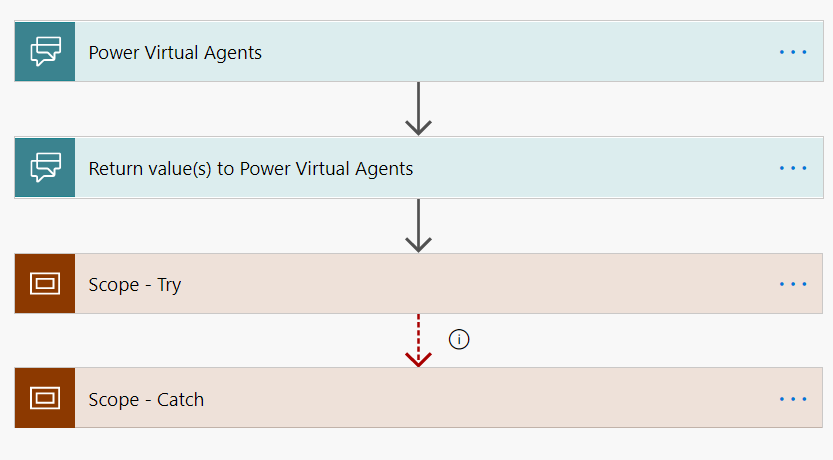 Power Virtual Agents
Return value(s) to Power Virtual Agents
Scope - Try
Scope - Catch